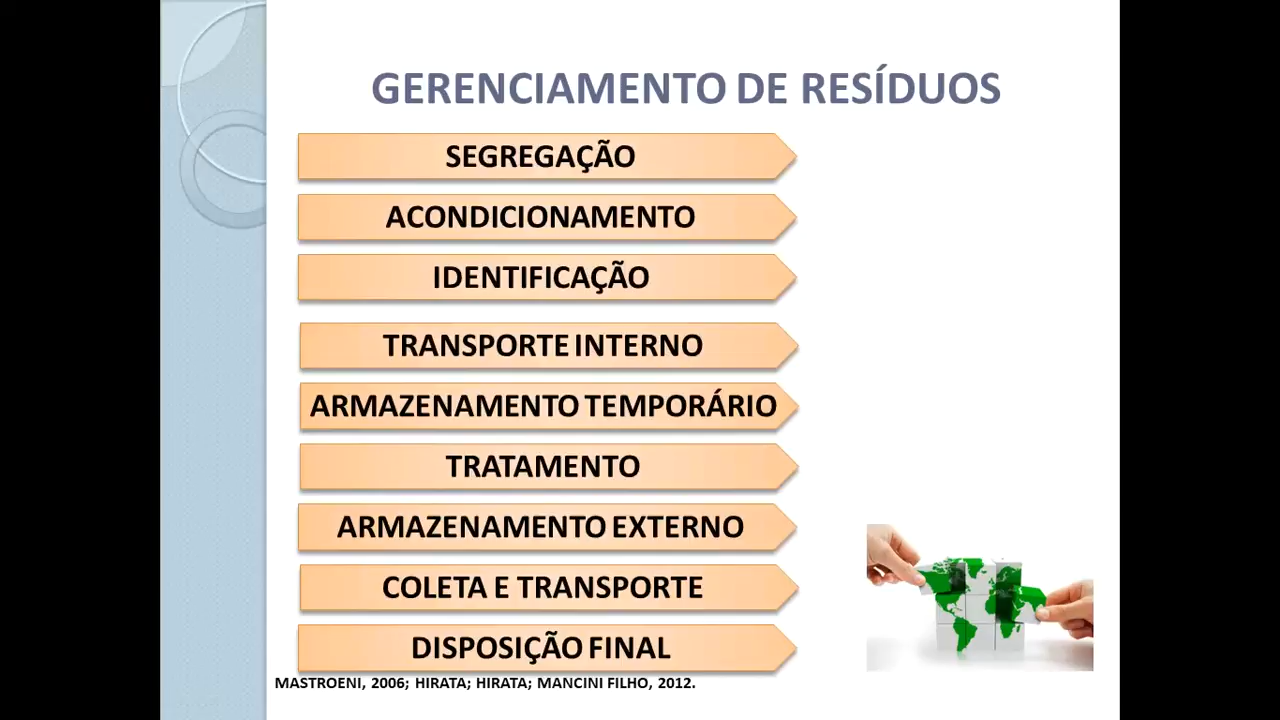 GERENCIAMENTO DE RESÍDUOS
SEGREGAÇÃO
ACONDICIONAMENTO
IDENTIFICAÇÃO
TRANSPORTE INTERNO
ARMAZENAMENTO TEMPORÁRIO
TRATAMENTO
ARMAZENAMENTO EXTERNO
COLETA E TRANSPORTE
DISPOSIÇÃO FINAL
MASTROENI, 2006; HIRATA; HIRATA; MANCINI FILHO, 2012.